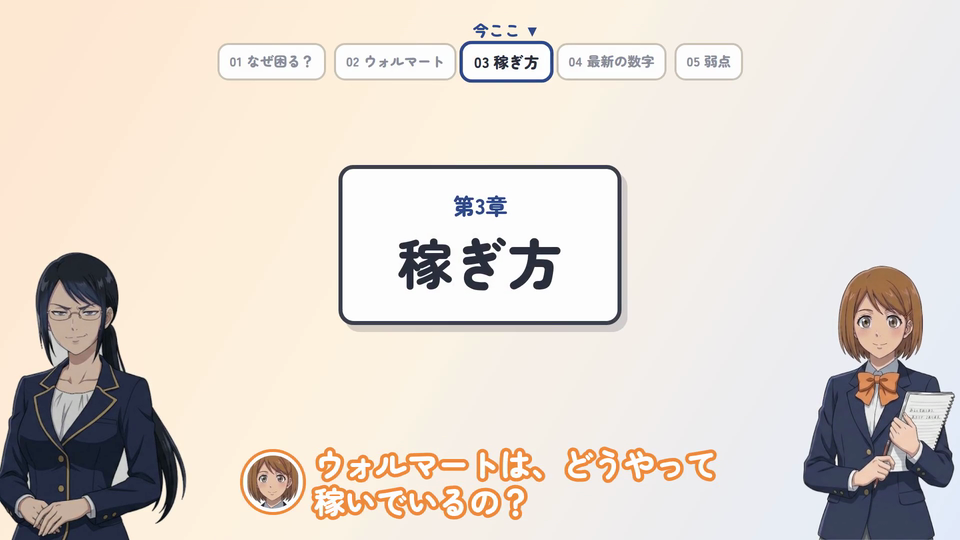 今ここ ▼
01 なぜ困る？
02 ウォルマート
03 稼ぎ方
04 最新の数字
05 弱点
第3章
稼ぎ方
ウォルマートは、どうやって
稼いでいるの？